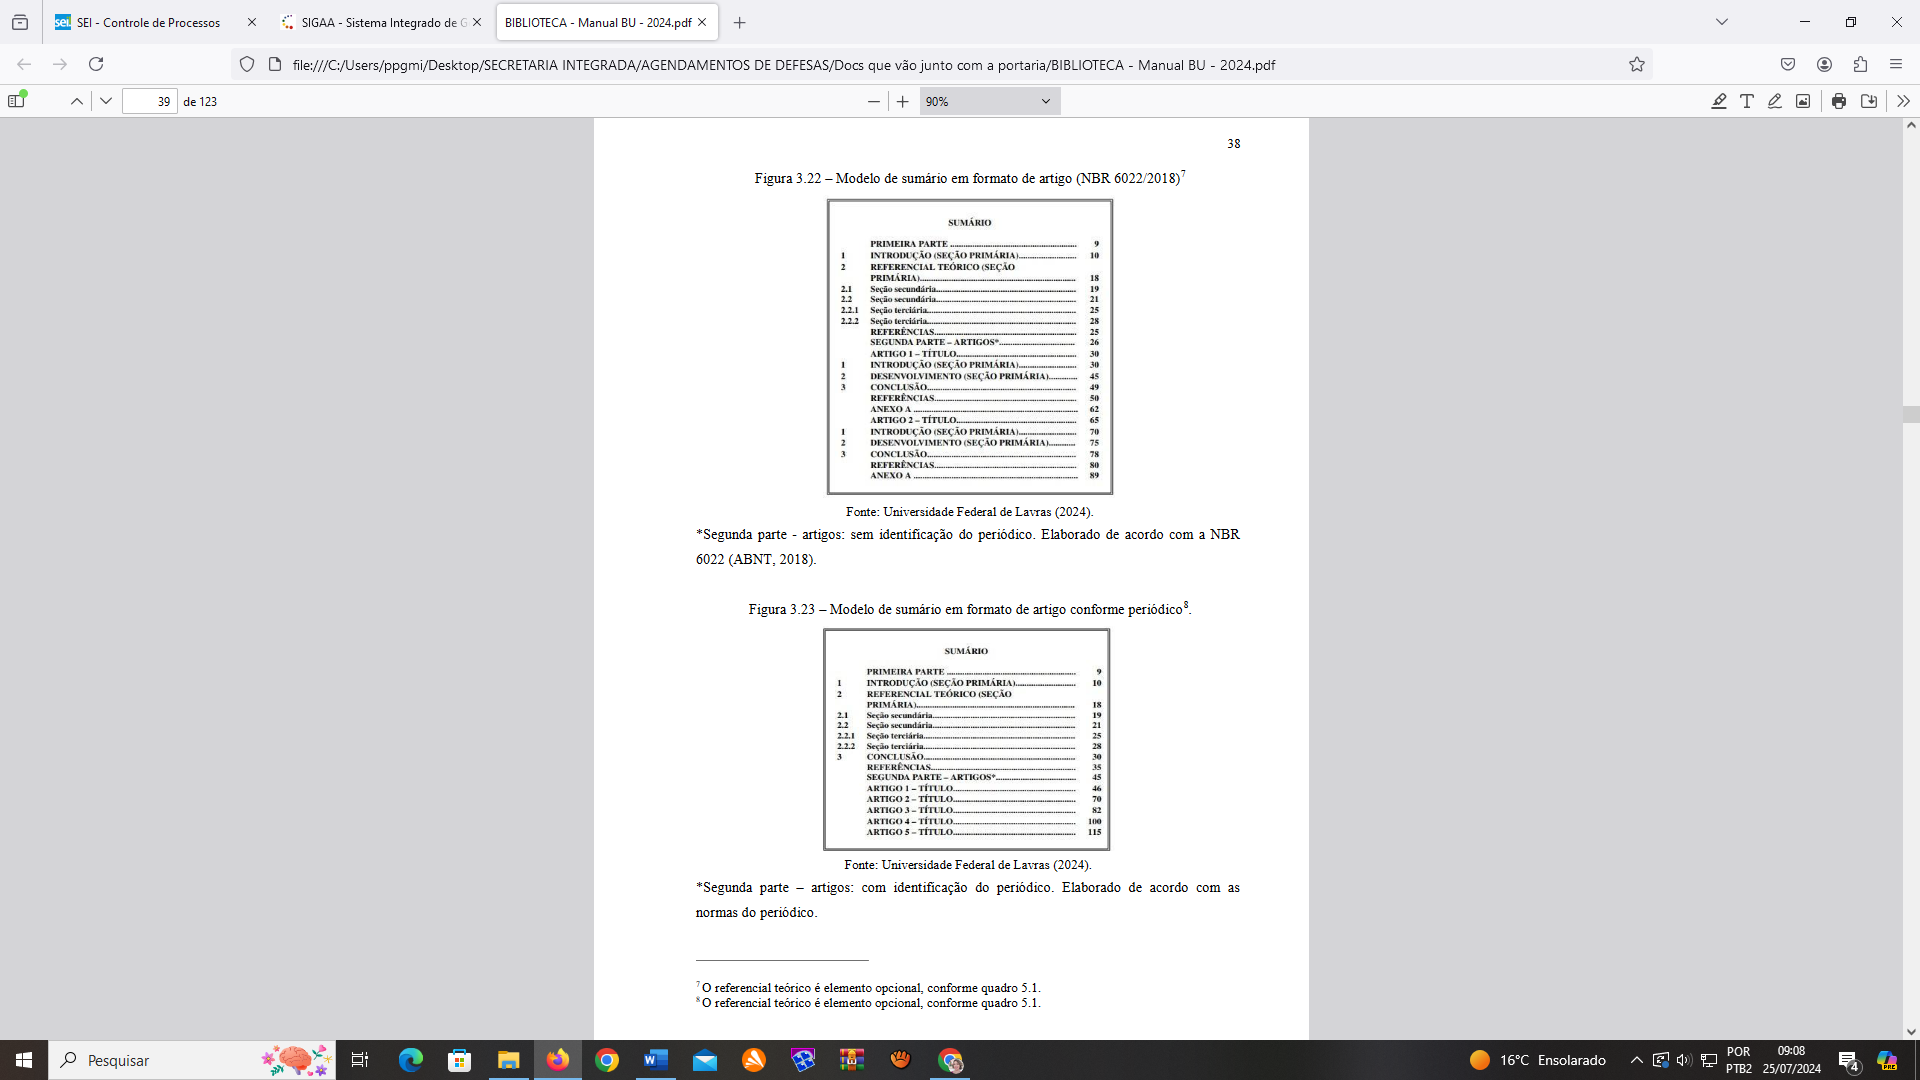 SEI - Controle de Processos
SIGAA - Sistema Integrado de G
BIBLIOTECA - Manual BU - 2024.pdf
file:///C:/Users/ppgmi/Desktop/SECRETARIA INTEGRADA/AGENDAMENTOS DE DEFESAS/Docs que vão junto com a portaria/BIBLIOTECA - Manual BU - 2024.pdf
39 de 123
90%
38
Figura 3.22 – Modelo de sumário em formato de artigo (NBR 6022/2018)7
SUMÁRIO
PRIMEIRA PARTE ............ 9
1 INTRODUÇÃO (SEÇÃO PRIMÁRIA)............ 10
2 REFERENCIAL TEÓRICO (SEÇÃO
PRIMÁRIA)............ 18
2.1 Seção secundária............ 19
2.2 Seção secundária............ 21
2.2.1 Seção terciária............ 25
2.2.2 Seção terciária............ 28
REFERÊNCIAS............ 25
SEGUNDA PARTE – ARTIGOS*............ 26
ARTIGO 1 – TÍTULO............ 30
1 INTRODUÇÃO (SEÇÃO PRIMÁRIA)............ 30
2 DESENVOLVIMENTO (SEÇÃO PRIMÁRIA)............ 45
3 CONCLUSÃO............ 49
REFERÊNCIAS............ 50
ANEXO A ............ 62
ARTIGO 2 – TÍTULO............ 65
1 INTRODUÇÃO (SEÇÃO PRIMÁRIA)............ 70
2 DESENVOLVIMENTO (SEÇÃO PRIMÁRIA)............ 75
3 CONCLUSÃO............ 78
REFERÊNCIAS............ 80
ANEXO A ............ 89
Fonte: Universidade Federal de Lavras (2024).
*Segunda parte - artigos: sem identificação do periódico. Elaborado de acordo com a NBR
6022 (ABNT, 2018).
Figura 3.23 – Modelo de sumário em formato de artigo conforme periódico8.
SUMÁRIO
PRIMEIRA PARTE ............ 9
1 INTRODUÇÃO (SEÇÃO PRIMÁRIA)............ 10
2 REFERENCIAL TEÓRICO (SEÇÃO
PRIMÁRIA)............ 18
2.1 Seção secundária............ 19
2.2 Seção secundária............ 21
2.2.1 Seção terciária............ 25
2.2.2 Seção terciária............ 28
3 CONCLUSÃO............ 30
REFERÊNCIAS............ 35
SEGUNDA PARTE – ARTIGOS*............ 45
ARTIGO 1 – TÍTULO............ 46
ARTIGO 2 – TÍTULO............ 70
ARTIGO 3 – TÍTULO............ 82
ARTIGO 4 – TÍTULO............ 100
ARTIGO 5 – TÍTULO............ 115
Fonte: Universidade Federal de Lavras (2024).
*Segunda parte – artigos: com identificação do periódico. Elaborado de acordo com as
normas do periódico.
7 O referencial teórico é elemento opcional, conforme quadro 5.1.
8 O referencial teórico é elemento opcional, conforme quadro 5.1.
Pesquisar
16°C Ensolarado
POR
PTB2
09:08
25/07/2024
4